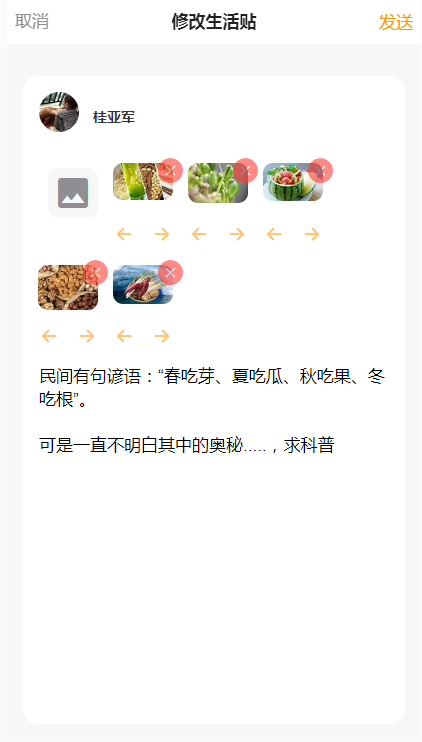 取消 修改生活贴 发送
桂亚军
民间有句谚语：“春吃芽、夏吃瓜、秋吃果、冬
吃根”。
可是一直不明白其中的奥秘.....，求科普